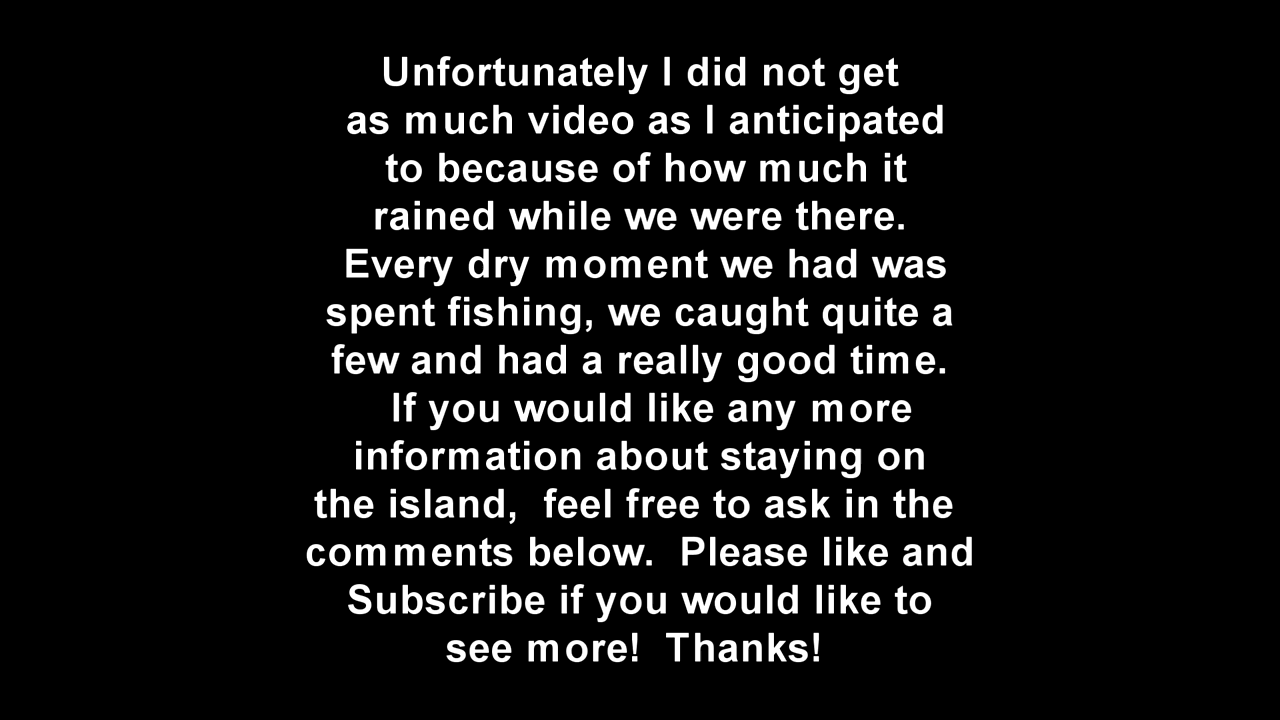 Unfortunately I did not get
as much video as I anticipated
to because of how much it
rained while we were there.
Every dry moment we had was
spent fishing, we caught quite a
few and had a really good time.
If you would like any more
information about staying on
the island,  feel free to ask in the
comments below.  Please like and
Subscribe if you would like to
see more!  Thanks!